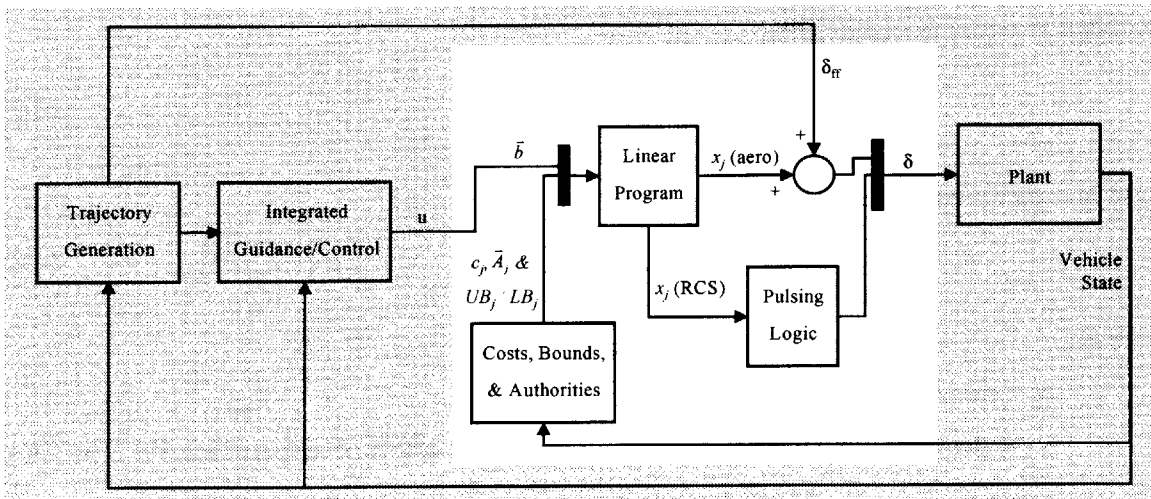 δff
+
b⃗
Linear
Program
xj (aero)
+
δ
Plant
Trajectory
Generation
Integrated
Guidance/Control
u
cj, A⃗j &
UBj LBj
xj (RCS)
Pulsing
Logic
Vehicle
State
Costs, Bounds,
& Authorities